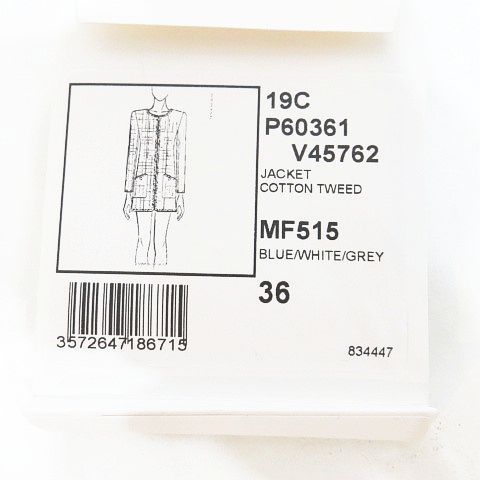 19C
P60361
V45762
JACKET
COTTON TWEED
MF515
BLUE/WHITE/GREY
36
3572647186715
834447